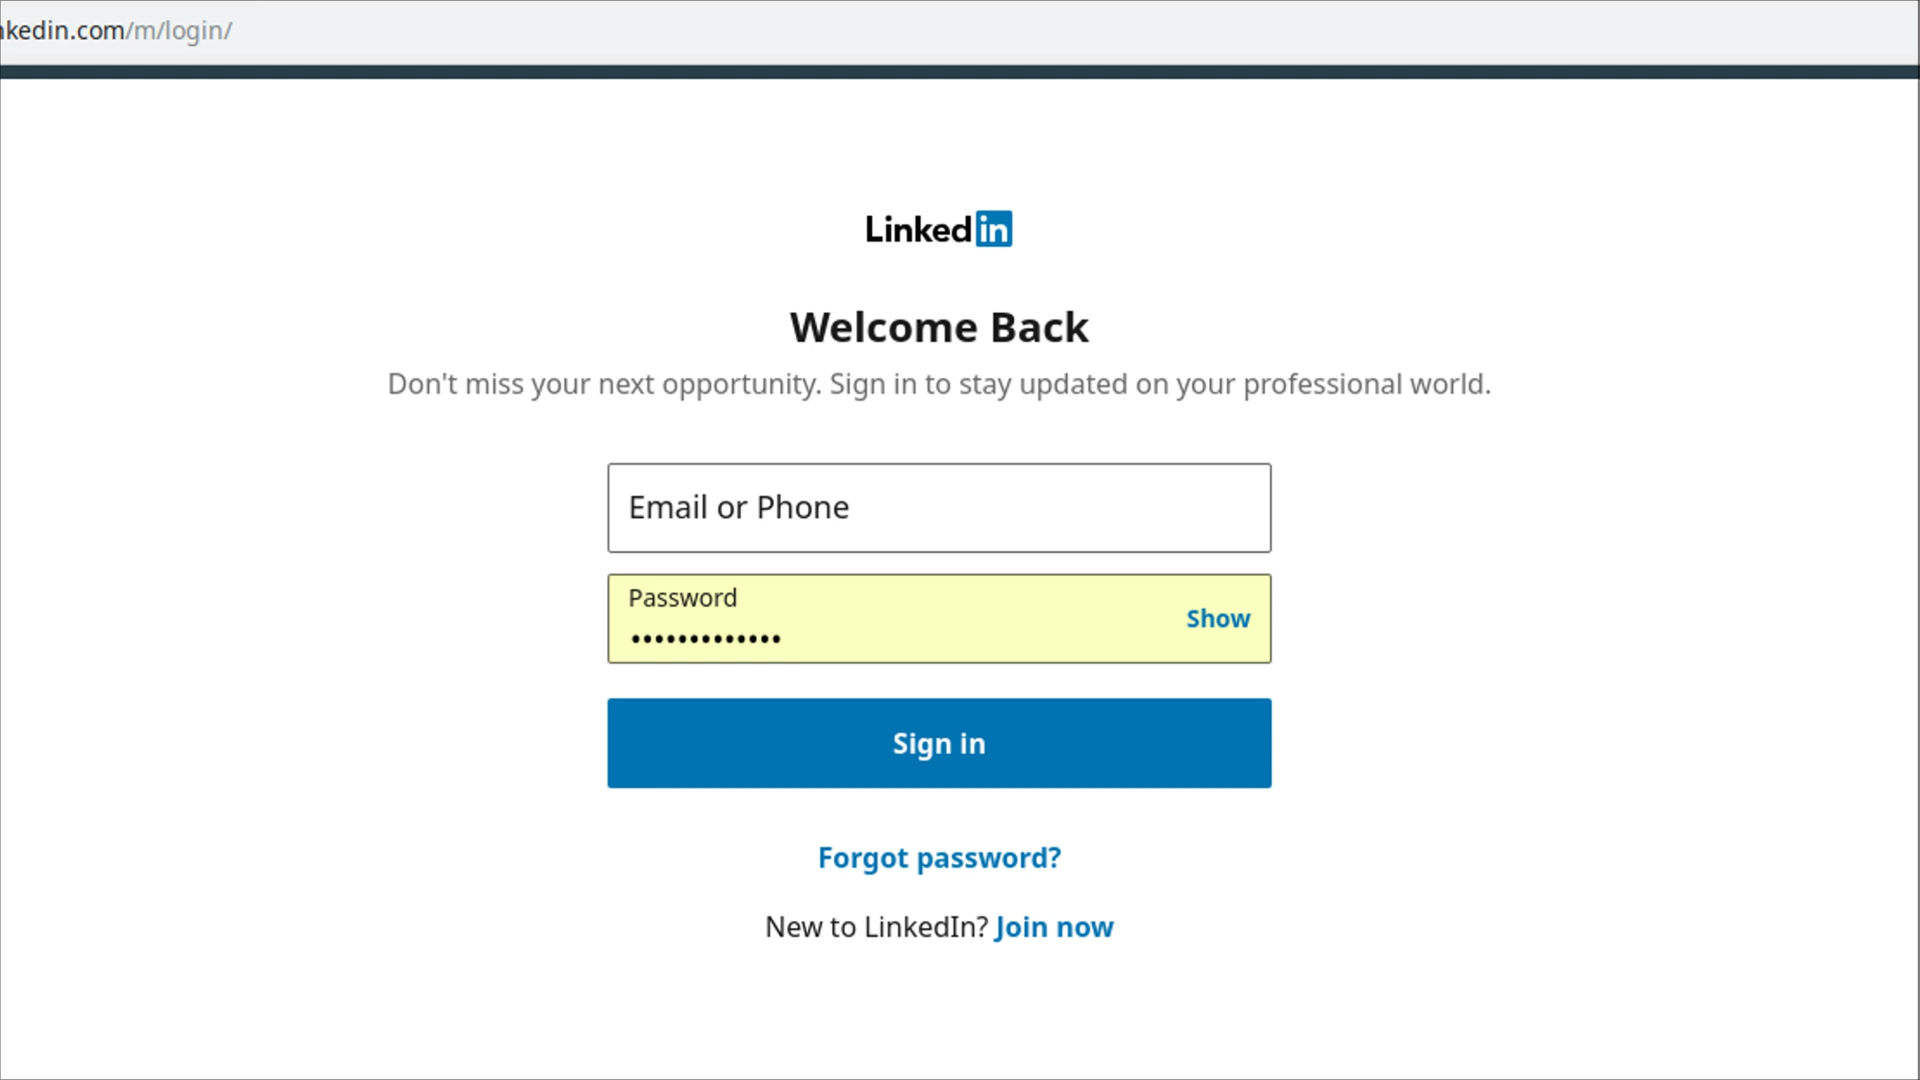 nkedin.com/m/login/
Linkedin
Welcome Back
Don't miss your next opportunity. Sign in to stay updated on your professional world.
Email or Phone
Password
•••••••••••••
Show
Sign in
Forgot password?
New to LinkedIn? Join now